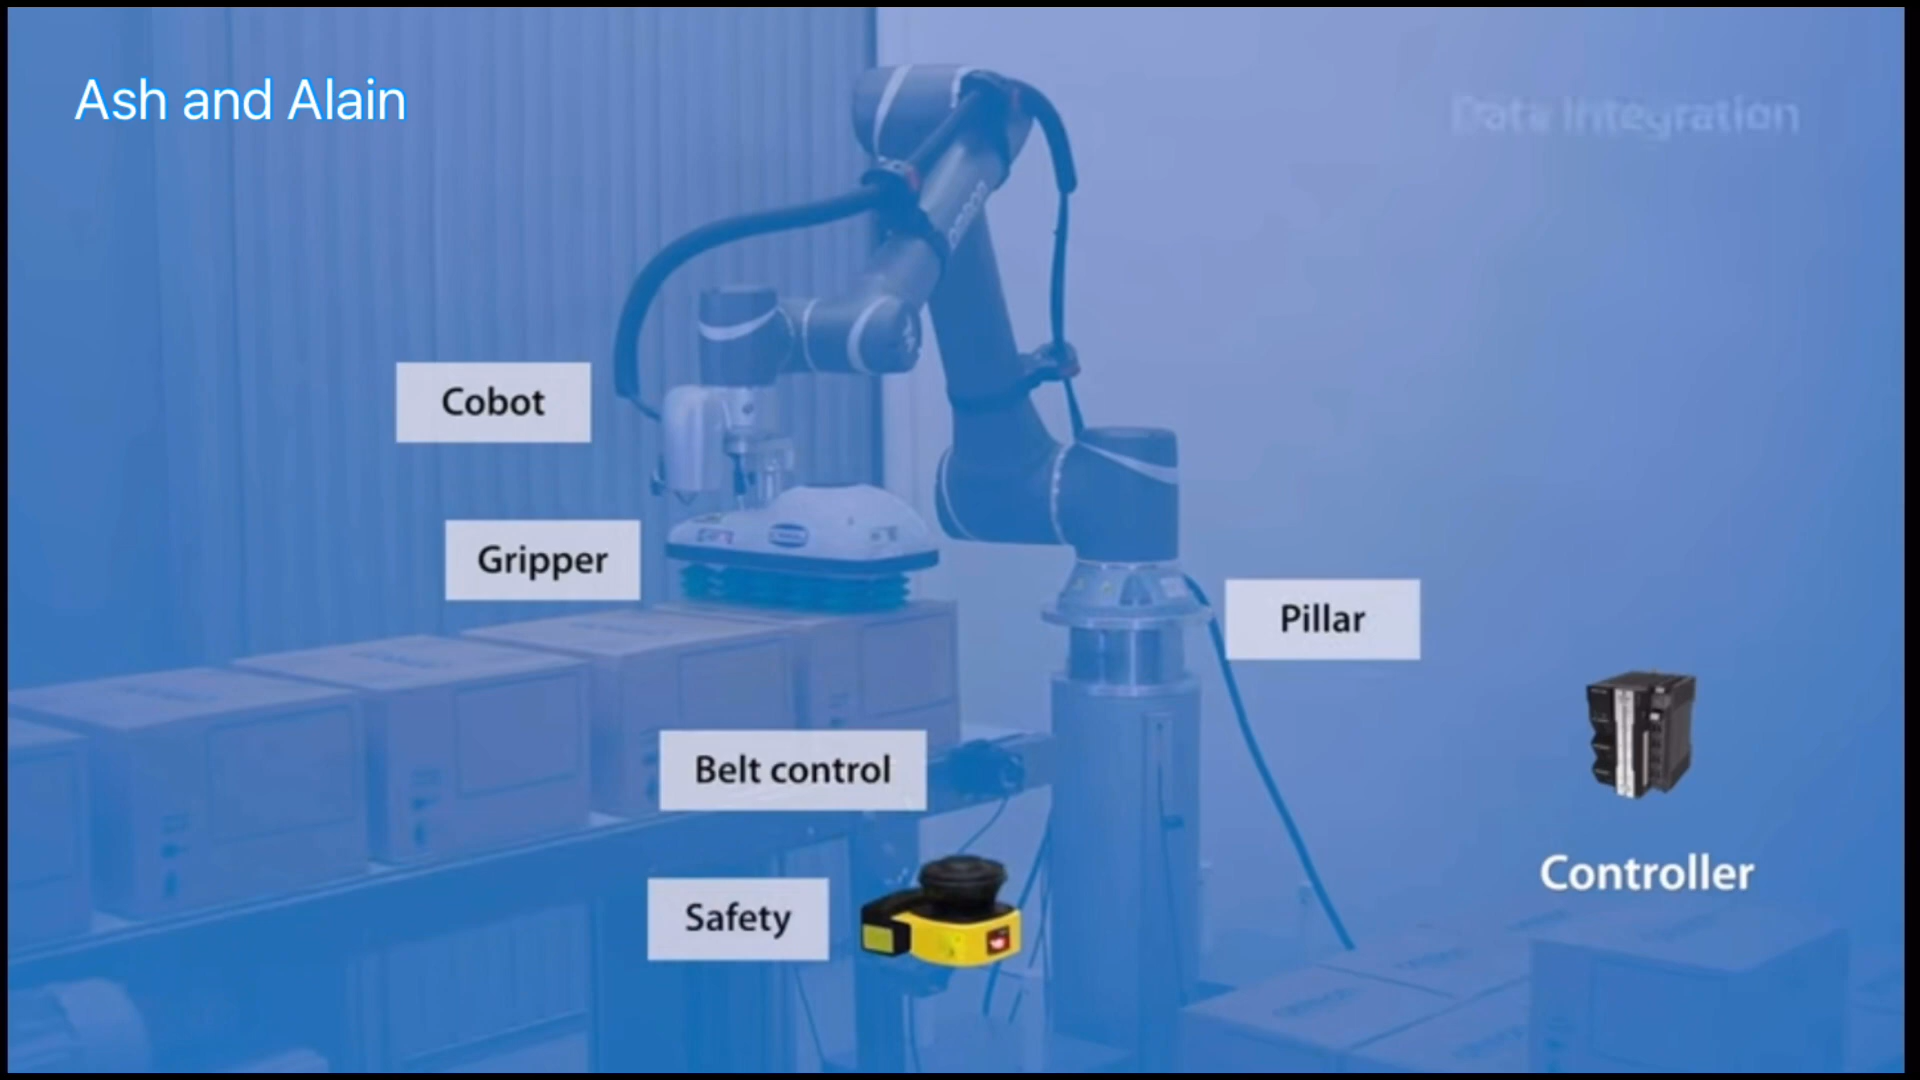 Ash and Alain
Data Integration
Cobot
Gripper
Pillar
Belt control
Controller
Safety